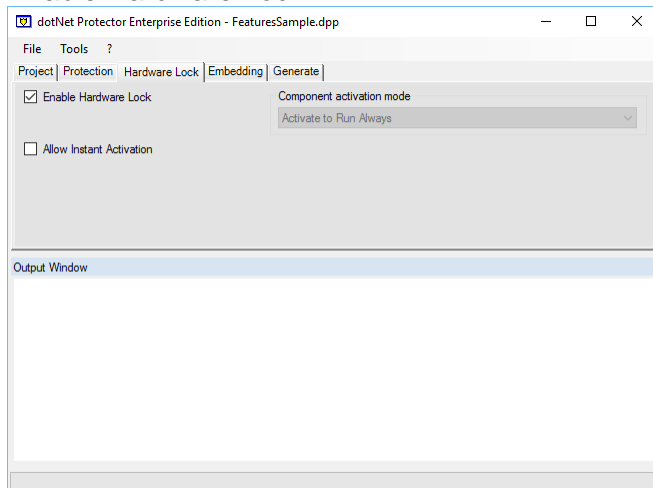 dotNet Protector Enterprise Edition - FeaturesSample.dpp
File Tools ?
Project Protection Hardware Lock Embedding Generate
Enable Hardware Lock
Component activation mode
Activate to Run Always
Allow Instant Activation
Output Window